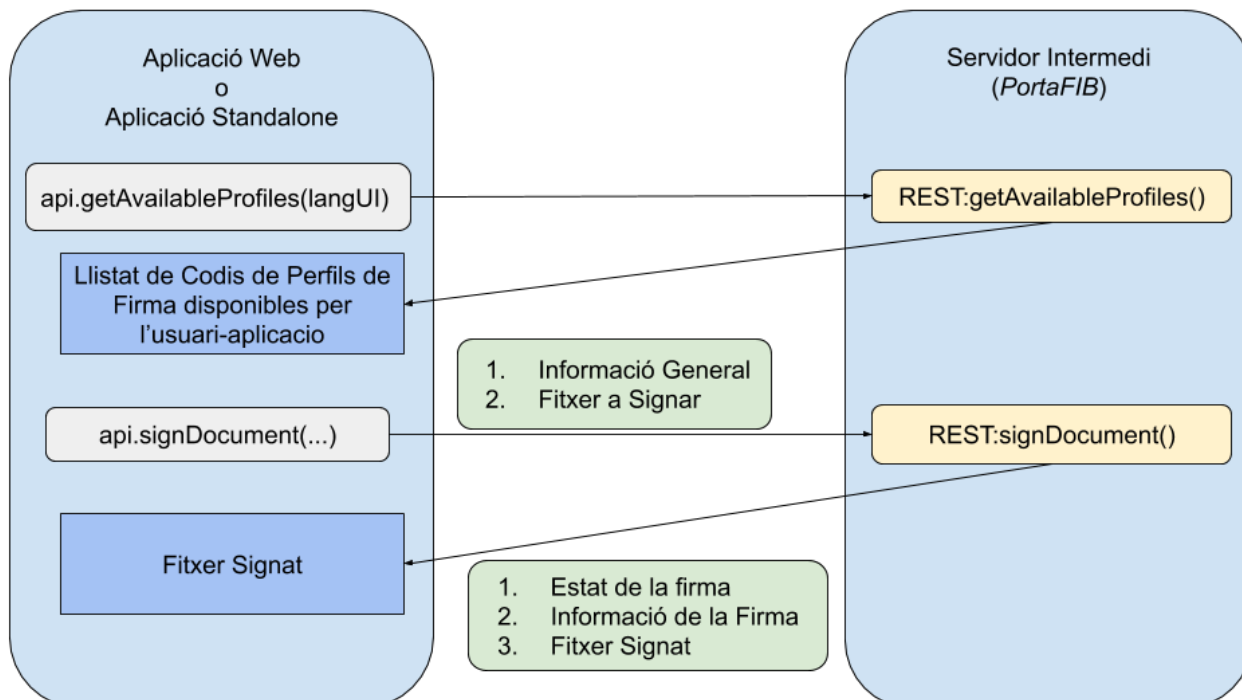 Aplicació Web
o
Aplicació Standalone
Servidor Intermedi
(PortaFIB)
api.getAvailableProfiles(langUI)
REST:getAvailableProfiles()
Llistat de Codis de Perfils de
Firma disponibles per
l’usuari-aplicacio
1. Informació General
2. Fitxer a Signar
api.signDocument(...)
REST:signDocument()
Fitxer Signat
1. Estat de la firma
2. Informació de la Firma
3. Fitxer Signat